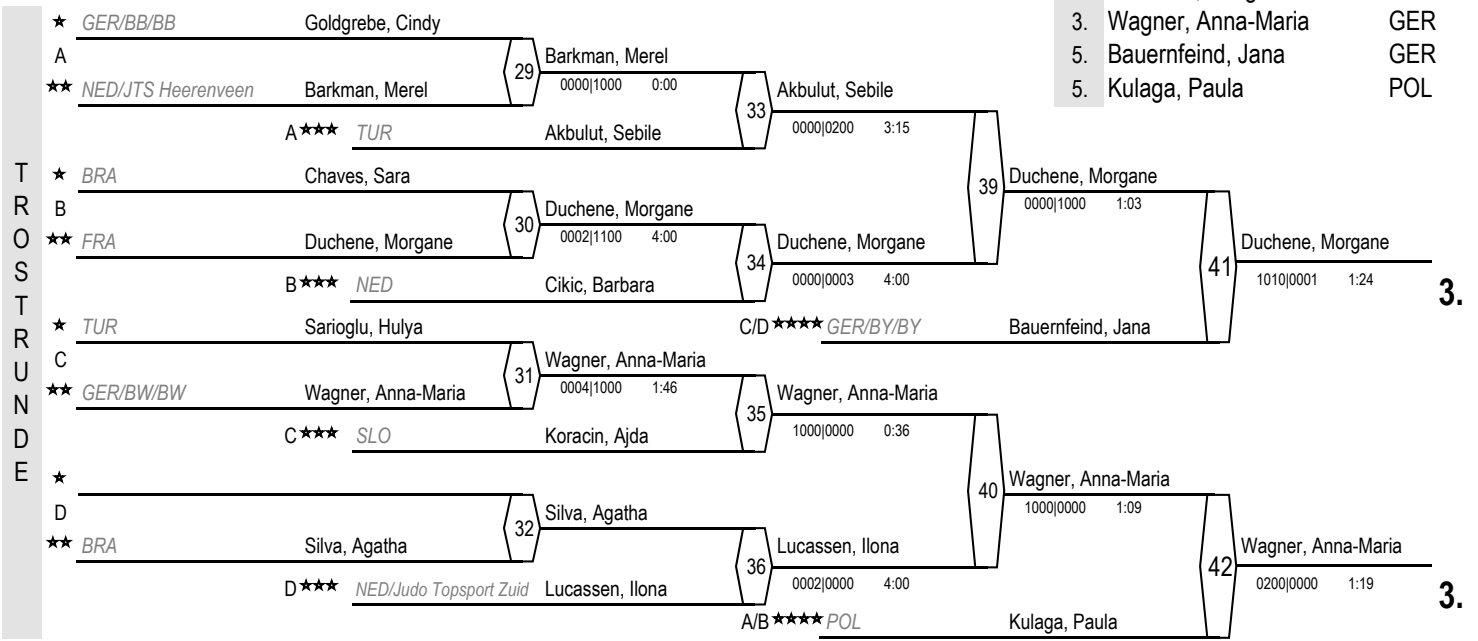 ★ GER/BB/BB Goldgrebe, Cindy
3. Wagner, Anna-Maria GER
A
29 Barkman, Merel
5. Bauernfeind, Jana GER
★★ NED/JTS Heerenveen Barkman, Merel
0000|1000 0:00
33 Akbulut, Sebile
5. Kulaga, Paula POL
A★★★ TUR Akbulut, Sebile
0000|0200 3:15
TROSTRUNDE
★ BRA Chaves, Sara
39 Duchene, Morgane
B
30 Duchene, Morgane
0000|1000 1:03
★★ FRA Duchene, Morgane
0002|1100 4:00
34 Duchene, Morgane
41 Duchene, Morgane
B★★★ NED Cikic, Barbara
0000|0003 4:00
1010|0001 1:24
3.
★ TUR Sarioglu, Hulya
C/D★★★★ GER/BY/BY Bauernfeind, Jana
C
31 Wagner, Anna-Maria
★★ GER/BW/BW Wagner, Anna-Maria
0004|1000 1:46
35 Wagner, Anna-Maria
C★★★ SLO Koracin, Ajda
1000|0000 0:36
★
40 Wagner, Anna-Maria
D
32 Silva, Agatha
1000|0000 1:09
★★ BRA Silva, Agatha
36 Lucassen, Ilona
42 Wagner, Anna-Maria
D★★★ NED/Judo Topsport Zuid Lucassen, Ilona
0002|0000 4:00
0200|0000 1:19
3.
A/B★★★★ POL Kulaga, Paula